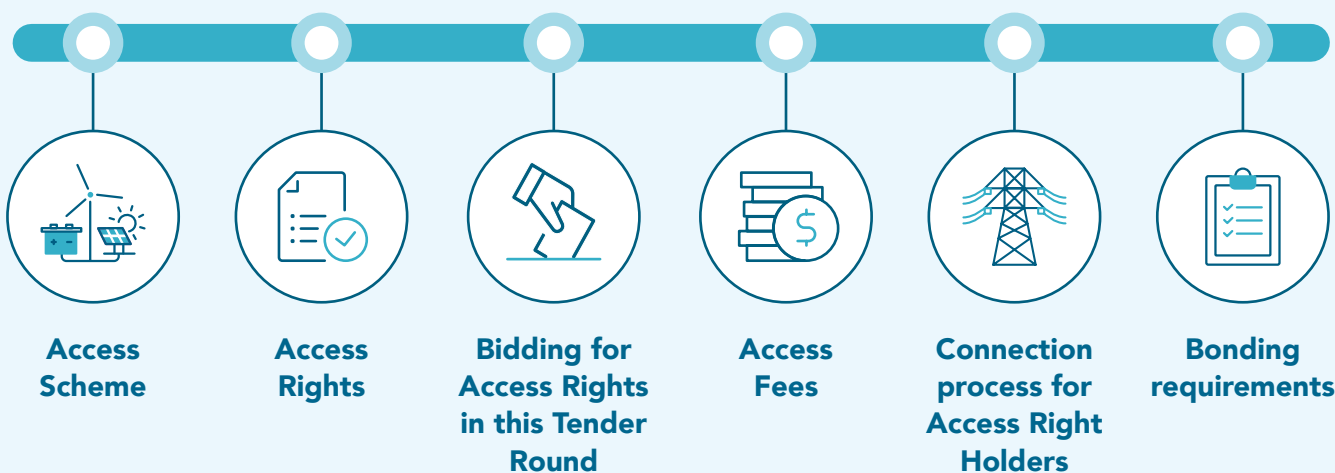 Access
Scheme
Access
Rights
Bidding for
Access Rights
in this Tender
Round
Access
Fees
Connection
process for
Access Right
Holders
Bonding
requirements